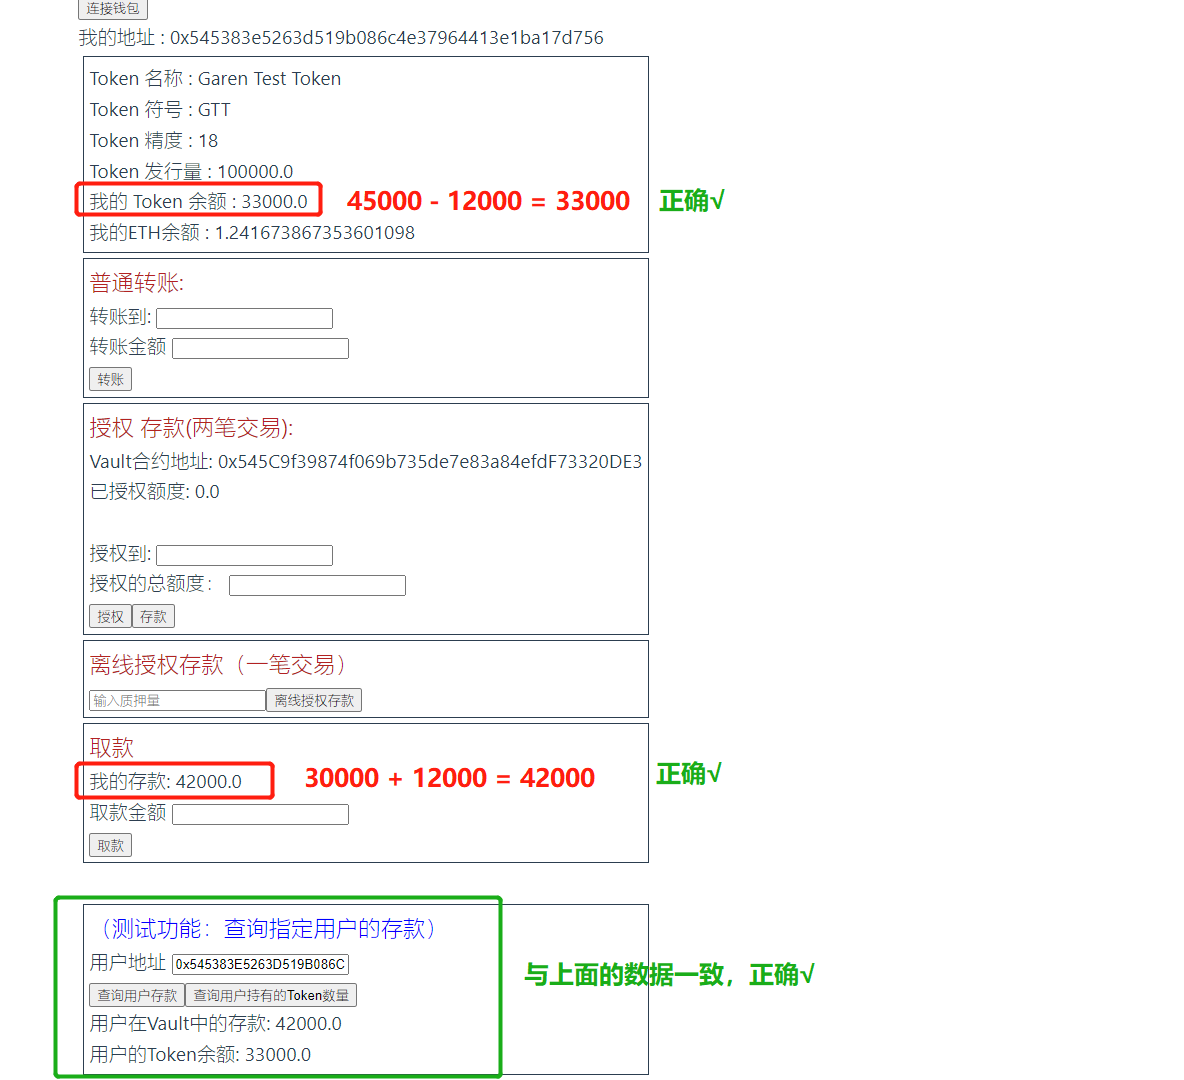 连接钱包
我的地址 : 0x545383e5263d519b086c4e37964413e1ba17d756
Token 名称 : Garen Test Token
Token 符号 : GTT
Token 精度 : 18
Token 发行量 : 100000.0
我的 Token 余额 : 33000.0 45000 - 12000 = 33000 正确√
我的ETH余额 : 1.241673867353601098
普通转账:
转账到:
转账金额
转账
授权 存款(两笔交易):
Vault合约地址: 0x545C9f39874f069b735de7e83a84efdF73320DE3
已授权额度: 0.0
授权到:
授权的总额度：
授权 存款
离线授权存款（一笔交易）
输入质押量 离线授权存款
取款
我的存款: 42000.0 30000 + 12000 = 42000 正确√
取款金额
取款
（测试功能：查询指定用户的存款）
用户地址 0x545383E5263D519B086C
查询用户存款 查询用户持有的Token数量
与上面的数据一致，正确√
用户在Vault中的存款: 42000.0
用户的Token余额: 33000.0